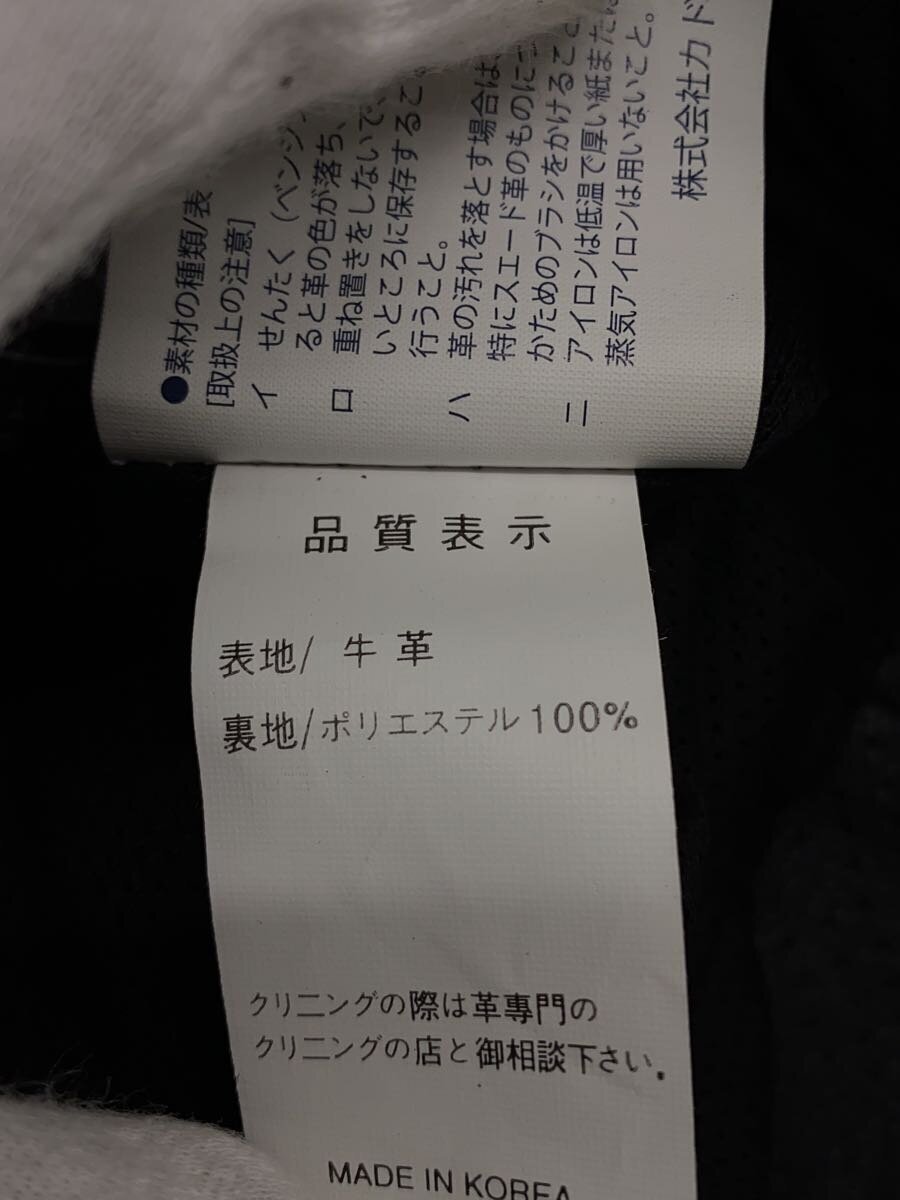 ●素材の種類/表
[取扱上の注意]
イ せんたく(ベンジ
ると革の色が落ち、
ロ 重ね置きをしないで、
いところに保存するこ
行うこと。
ハ 革の汚れを落とす場合は、
特にスエード革のものにご
かためのブラシをかけること
ニ アイロンは低温で厚い紙また
蒸気アイロンは用いないこと。
株式会社カド
品質表示
表地/ 牛革
裏地/ポリエステル100%
クリ二ングの際は革専門の
クリ二ングの店と御相談下さい.
MADE IN KOREA